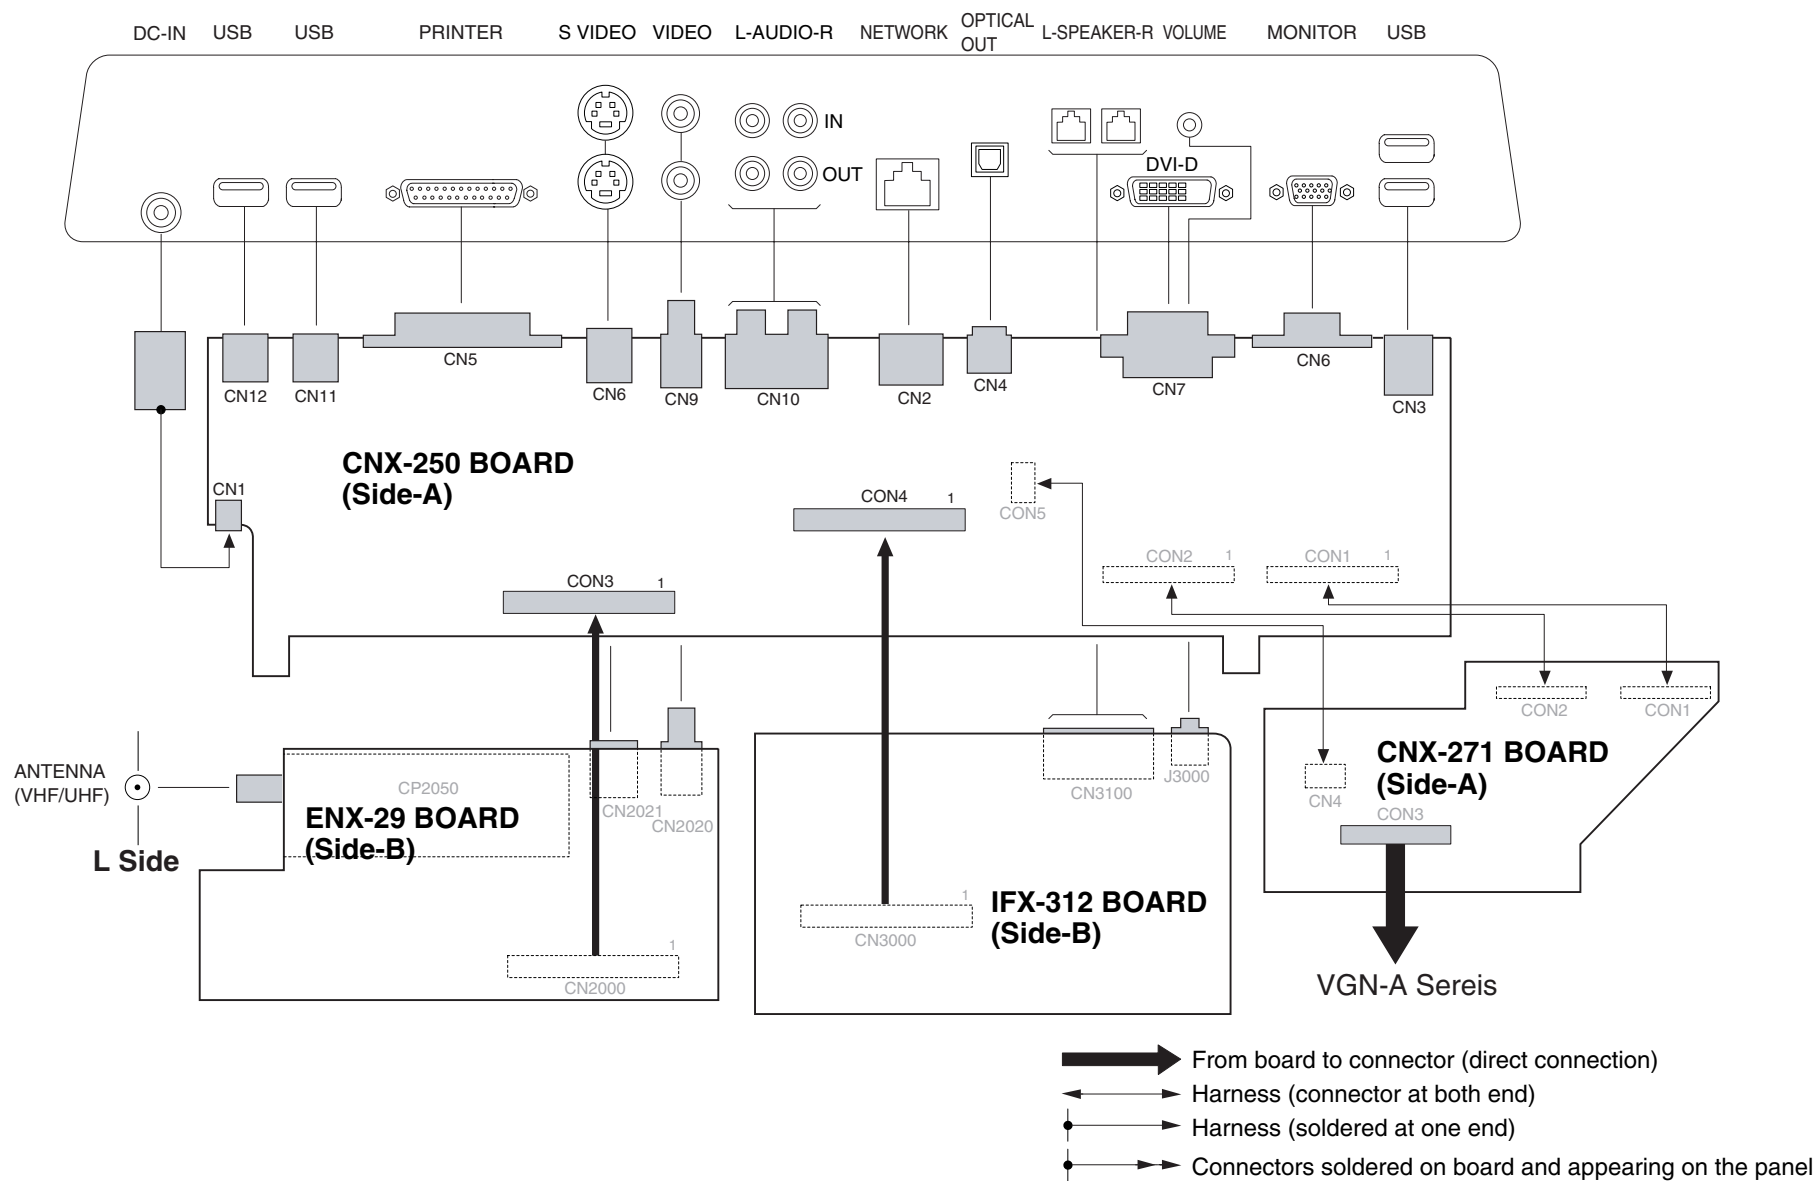 DC-IN
USB
USB
PRINTER
S VIDEO
VIDEO
L-AUDIO-R
NETWORK
OPTICAL
OUT
L-SPEAKER-R
VOLUME
MONITOR
USB
IN
OUT
DVI-D
CN12
CN11
CN5
CN6
CN9
CN10
CN2
CN4
CN7
CN6
CN3
CNX-250 BOARD
(Side-A)
CN1
CON4
1
CON5
CON2
1
CON1
1
CON3
1
ANTENNA
(VHF/UHF)
L Side
CP2050
ENX-29 BOARD
(Side-B)
CN2021
CN2020
CN2000
1
CN3100
J3000
IFX-312 BOARD
(Side-B)
CN3000
1
CON2
CON1
CNX-271 BOARD
(Side-A)
CN4
CON3
VGN-A Sereis
From board to connector (direct connection)
Harness (connector at both end)
Harness (soldered at one end)
Connectors soldered on board and appearing on the panel